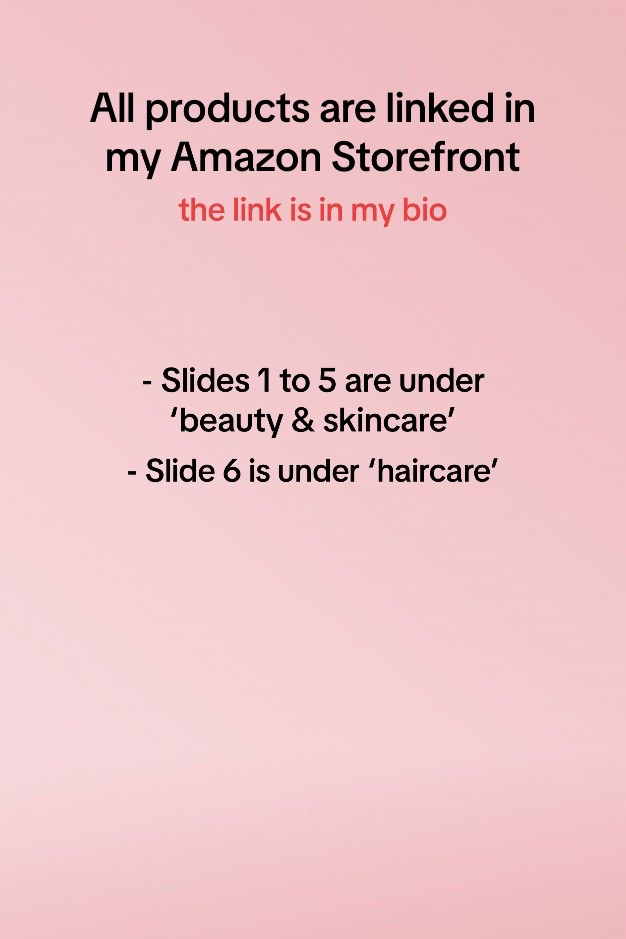 All products are linked in
my Amazon Storefront
the link is in my bio
- Slides 1 to 5 are under
‘beauty & skincare’
- Slide 6 is under ‘haircare’